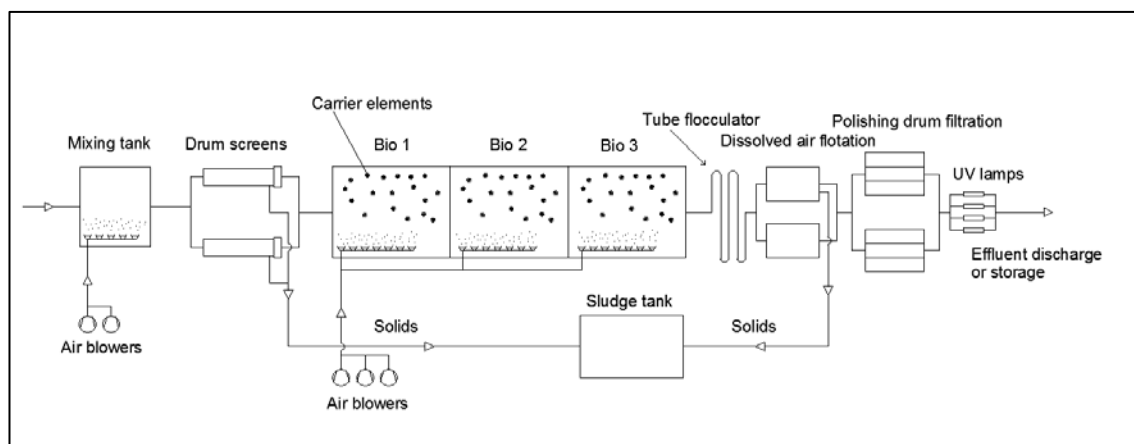 Carrier elements
Mixing tank
Drum screens
Bio 1
Bio 2
Bio 3
Tube flocculator
Dissolved air flotation
Polishing drum filtration
UV lamps
Effluent discharge
or storage
Sludge tank
Solids
Solids
Air blowers
Air blowers